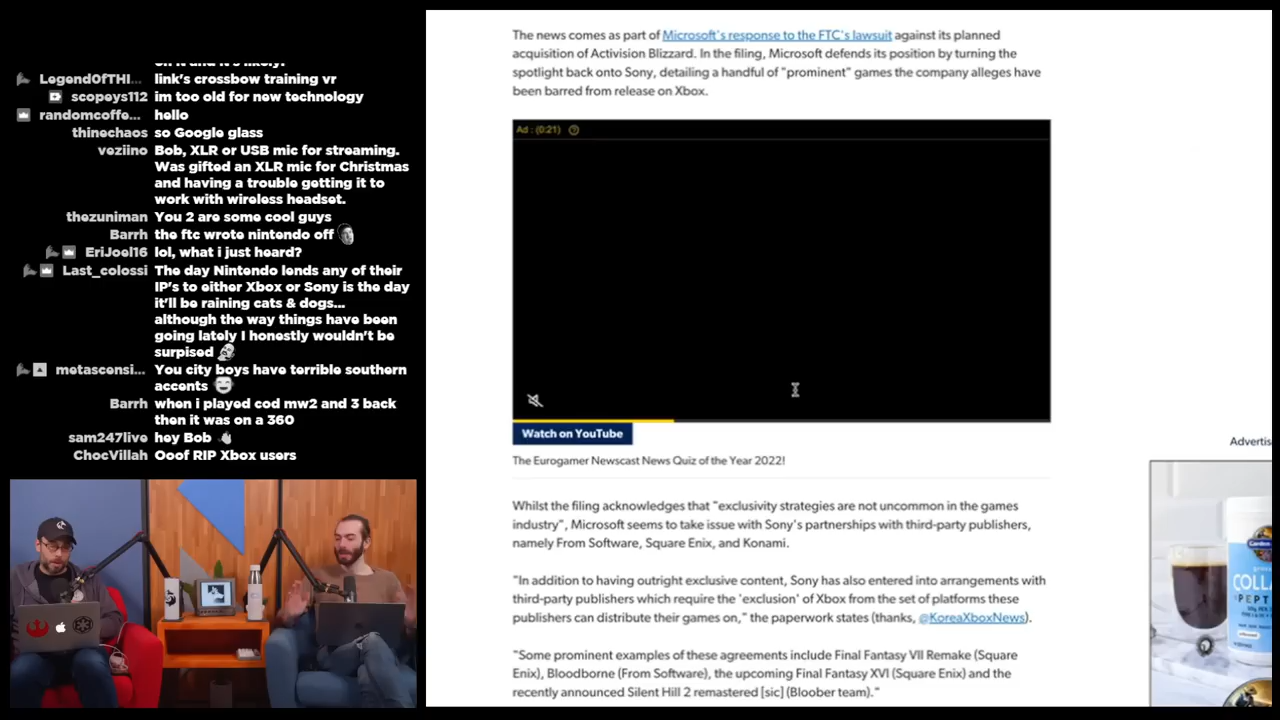 LegendOfTHI... link's crossbow training vr
scopeys112 im too old for new technology
randomcoffe... hello
thinechaos so Google glass
veziino Bob, XLR or USB mic for streaming.
Was gifted an XLR mic for Christmas
and having a trouble getting it to
work with wireless headset.
thezuniman You 2 are some cool guys
Barrh the ftc wrote nintendo off
EriJoel16 lol, what i just heard?
Last_colossi The day Nintendo lends any of their
IP's to either Xbox or Sony is the day
it'll be raining cats & dogs...
although the way things have been
going lately I honestly wouldn't be
surpised
metascensi... You city boys have terrible southern
accents
Barrh when i played cod mw2 and 3 back
then it was on a 360
sam247live hey Bob
ChocVillah Ooof RIP Xbox users
The news comes as part of Microsoft's response to the FTC's lawsuit against its planned
acquisition of Activision Blizzard. In the filing, Microsoft defends its position by turning the
spotlight back onto Sony, detailing a handful of "prominent" games the company alleges have
been barred from release on Xbox.
Ad : (0:21)
Watch on YouTube
The Eurogamer Newscast News Quiz of the Year 2022!
Whilst the filing acknowledges that "exclusivity strategies are not uncommon in the games
industry", Microsoft seems to take issue with Sony's partnerships with third-party publishers,
namely From Software, Square Enix, and Konami.
"In addition to having outright exclusive content, Sony has also entered into arrangements with
third-party publishers which require the 'exclusion' of Xbox from the set of platforms these
publishers can distribute their games on," the paperwork states (thanks, @KoreaXboxNews).
"Some prominent examples of these agreements include Final Fantasy VII Remake (Square
Enix), Bloodborne (From Software), the upcoming Final Fantasy XVI (Square Enix) and the
recently announced Silent Hill 2 remastered [sic] (Bloober team)."
Advertis
COLLA
PEPT